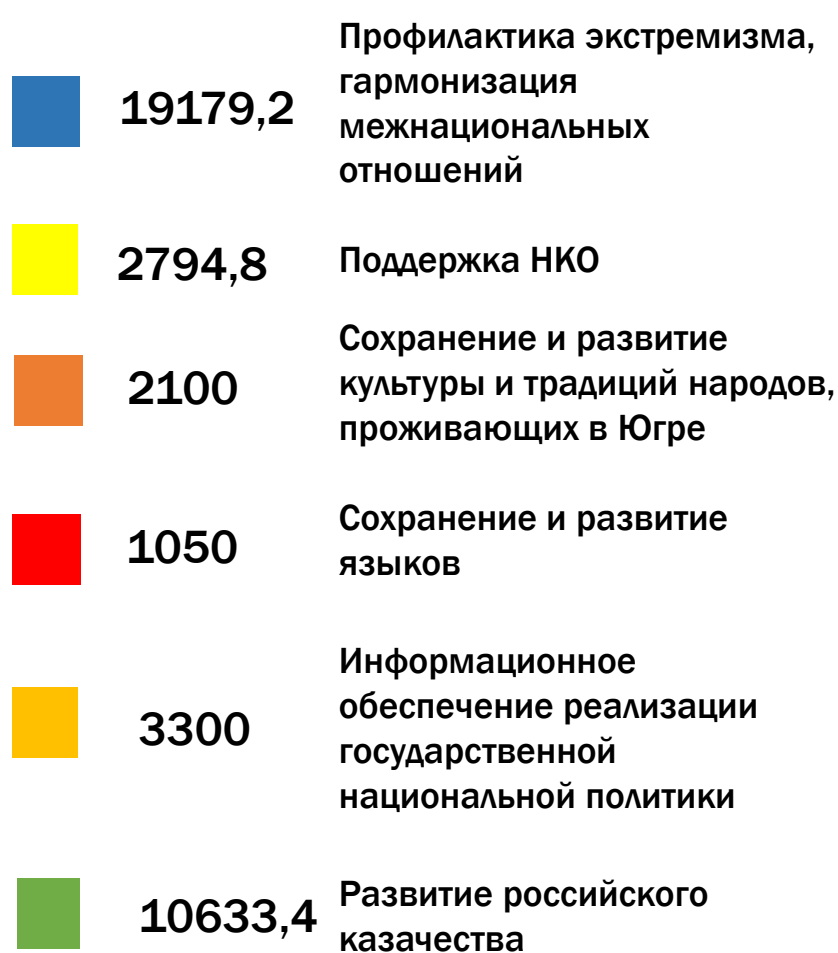 Профилактика экстремизма,
гармонизация
19179,2
межнациональных
отношений
2794,8
Поддержка НКО
Сохранение и развитие
2100
культуры и традиций народов,
проживающих в Югре
Сохранение и развитие
1050
языков
Информационное
обеспечение реализации
3300
государственной
национальной политики
10633,4
Развитие российского
казачества